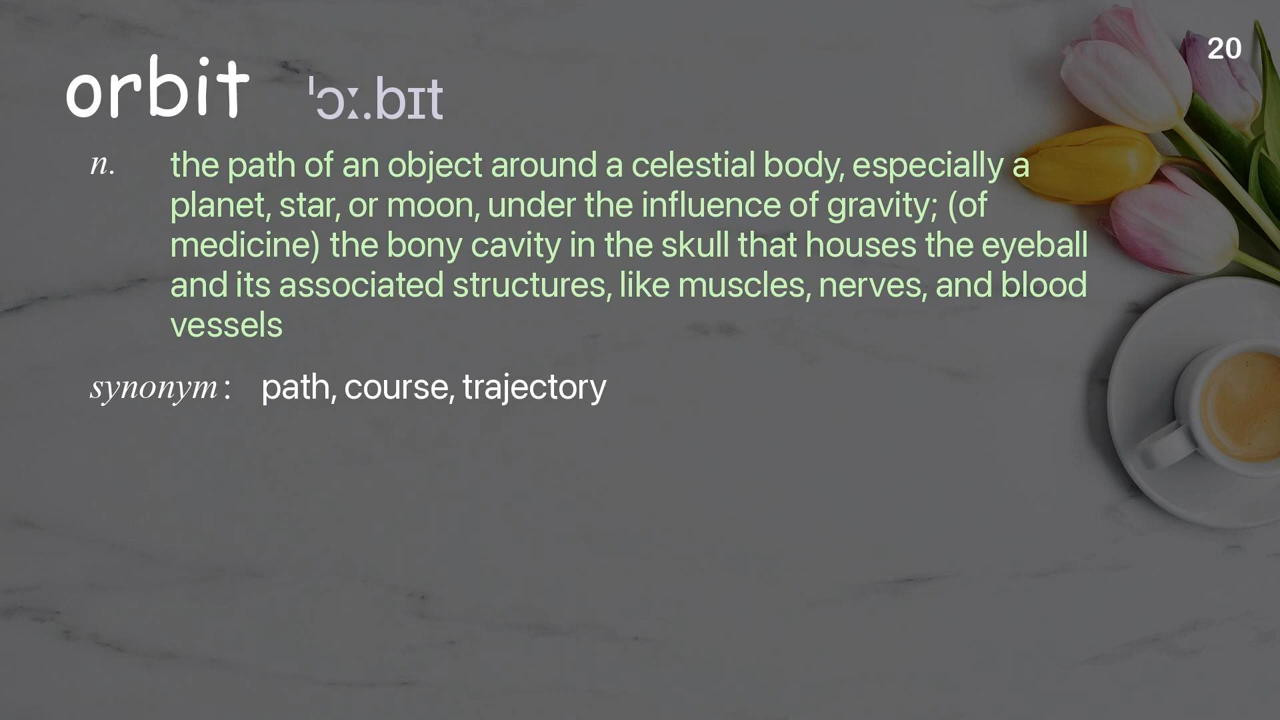 20
orbit ˈɔː.bɪt
n. the path of an object around a celestial body, especially a
planet, star, or moon, under the influence of gravity; (of
medicine) the bony cavity in the skull that houses the eyeball
and its associated structures, like muscles, nerves, and blood
vessels
synonym: path, course, trajectory